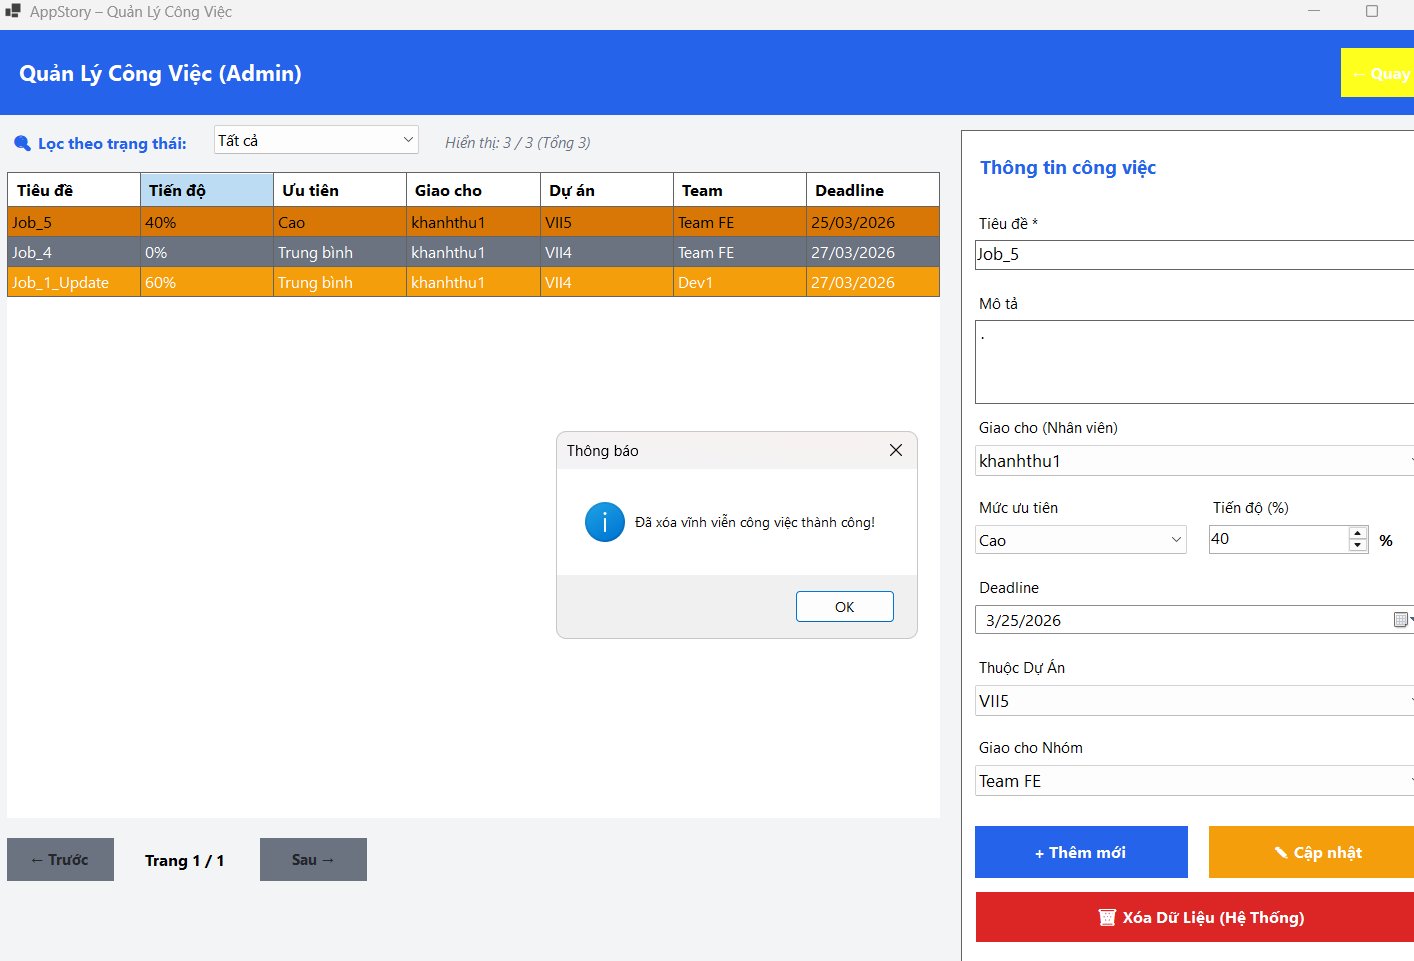 AppStory – Quản Lý Công Việc
Quản Lý Công Việc (Admin)
← Quay
Lọc theo trạng thái:
Tất cả
Hiển thị: 3 / 3 (Tổng 3)
Tiêu đề Tiến độ Ưu tiên Giao cho Dự án Team Deadline
Job_5 40% Cao khanhthu1 VII5 Team FE 25/03/2026
Job_4 0% Trung bình khanhthu1 VII4 Team FE 27/03/2026
Job_1_Update 60% Trung bình khanhthu1 VII4 Dev1 27/03/2026
Thông báo
Đã xóa vĩnh viễn công việc thành công!
OK
← Trước
Trang 1 / 1
Sau →
Thông tin công việc
Tiêu đề *
Job_5
Mô tả
.
Giao cho (Nhân viên)
khanhthu1
Mức ưu tiên Tiến độ (%)
Cao 40 %
Deadline
3/25/2026
Thuộc Dự Án
VII5
Giao cho Nhóm
Team FE
+ Thêm mới
Cập nhật
Xóa Dữ Liệu (Hệ Thống)